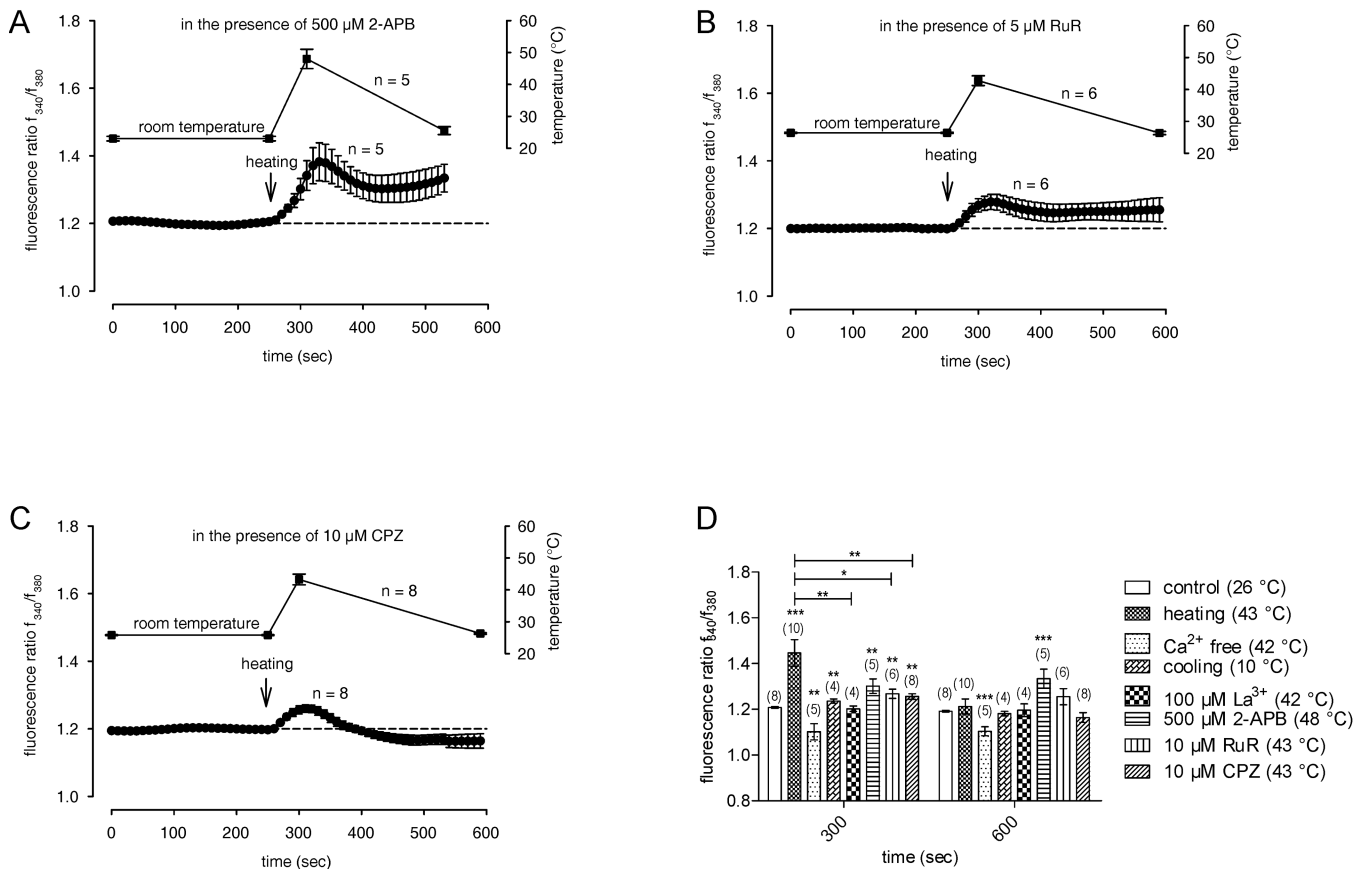 A
in the presence of 500 µM 2-APB
1.8
1.6
1.4
1.2
1.0
fluorescence ratio f340/f380
60
50
40
30
20
temperature (°C)
n = 5
room temperature
heating
n = 5
0 100 200 300 400 500 600
time (sec)
B
in the presence of 5 µM RuR
1.8
1.6
1.4
1.2
1.0
fluorescence ratio f340/f380
60
50
40
30
20
temperature (°C)
n = 6
room temperature
heating
n = 6
0 100 200 300 400 500 600
time (sec)
C
in the presence of 10 µM CPZ
1.8
1.6
1.4
1.2
1.0
fluorescence ratio f340/f380
60
50
40
30
20
temperature (°C)
n = 8
room temperature
heating
n = 8
0 100 200 300 400 500 600
time (sec)
D
1.8
1.6
1.4
1.2
1.0
0.8
fluorescence ratio f340/f380
**
*
**
*** ** ** ** ** **
(8) (10) (5) (4) (4) (5) (6) (8)
*** ***
(8) (10) (5) (4) (4) (5) (6) (8)
300 600
time (sec)
control (26 °C)
heating (43 °C)
Ca2+ free (42 °C)
cooling (10 °C)
100 µM La3+ (42 °C)
500 µM 2-APB (48 °C)
10 µM RuR (43 °C)
10 µM CPZ (43 °C)